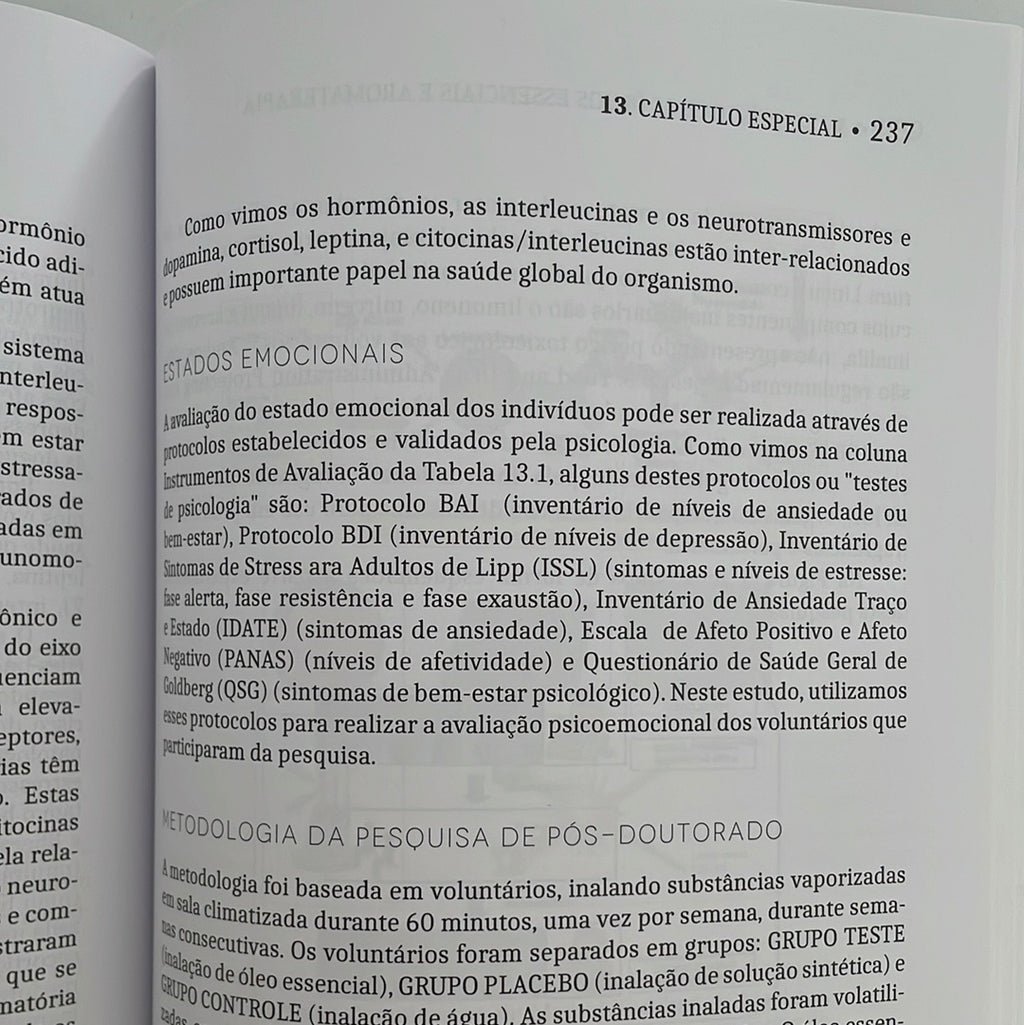 ormônio
cido adi-
ém atua
sistema
nterleu-
respos-
m estar
stressa-
ados de
adas em
unomo-
ônico e
do eixo
enciam
eleva-
eptores,
ias têm
o. Estas
itocinas
ela rela-
neuro-
s e com-
straram
que se
matória
13. CAPÍTULO ESPECIAL • 237
Como vimos os hormônios, as interleucinas e os neurotransmissores e
dopamina, cortisol, leptina, e citocinas/interleucinas estão inter-relacionados
e possuem importante papel na saúde global do organismo.
ESTADOS EMOCIONAIS
A avaliação do estado emocional dos indivíduos pode ser realizada através de
protocolos estabelecidos e validados pela psicologia. Como vimos na coluna
Instrumentos de Avaliação da Tabela 13.1, alguns destes protocolos ou "testes
de psicologia" são: Protocolo BAI (inventário de níveis de ansiedade ou
bem-estar), Protocolo BDI (inventário de níveis de depressão), Inventário de
Sintomas de Stress ara Adultos de Lipp (ISSL) (sintomas e níveis de estresse:
fase alerta, fase resistência e fase exaustão), Inventário de Ansiedade Traço
e Estado (IDATE) (sintomas de ansiedade), Escala de Afeto Positivo e Afeto
Negativo (PANAS) (níveis de afetividade) e Questionário de Saúde Geral de
Goldberg (QSG) (sintomas de bem-estar psicológico). Neste estudo, utilizamos
esses protocolos para realizar a avaliação psicoemocional dos voluntários que
participaram da pesquisa.
METODOLOGIA DA PESQUISA DE PÓS-DOUTORADO
A metodologia foi baseada em voluntários, inalando substâncias vaporizadas
em sala climatizada durante 60 minutos, uma vez por semana, durante sema-
nas consecutivas. Os voluntários foram separados em grupos: GRUPO TESTE
(inalação de óleo essencial), GRUPO PLACEBO (inalação de solução sintética) e
GRUPO CONTROLE (inalação de água). As substâncias inaladas foram volatili-
zadas